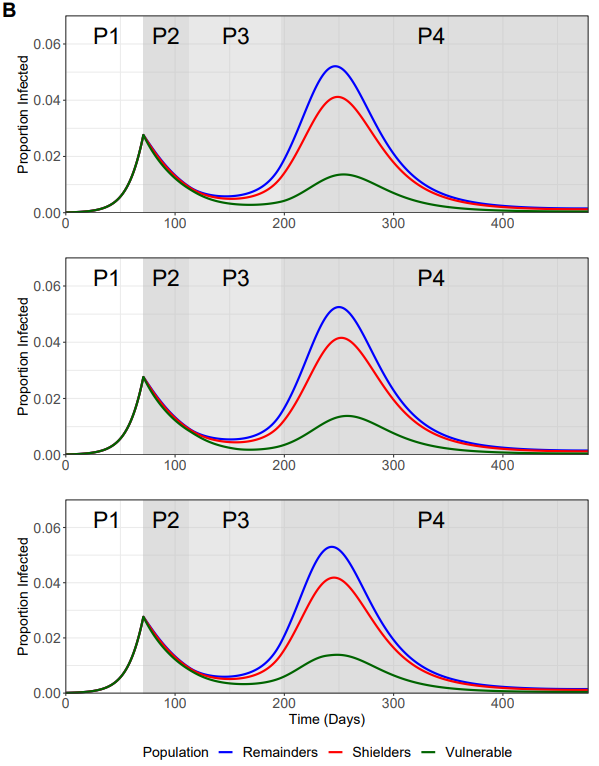 B
P1 P2 P3 P4
Proportion Infected
0.06
0.04
0.02
0.00
0 100 200 300 400
P1 P2 P3 P4
Proportion Infected
0.06
0.04
0.02
0.00
0 100 200 300 400
P1 P2 P3 P4
Proportion Infected
0.06
0.04
0.02
0.00
0 100 200 300 400
Time (Days)
Population Remainders Shielders Vulnerable